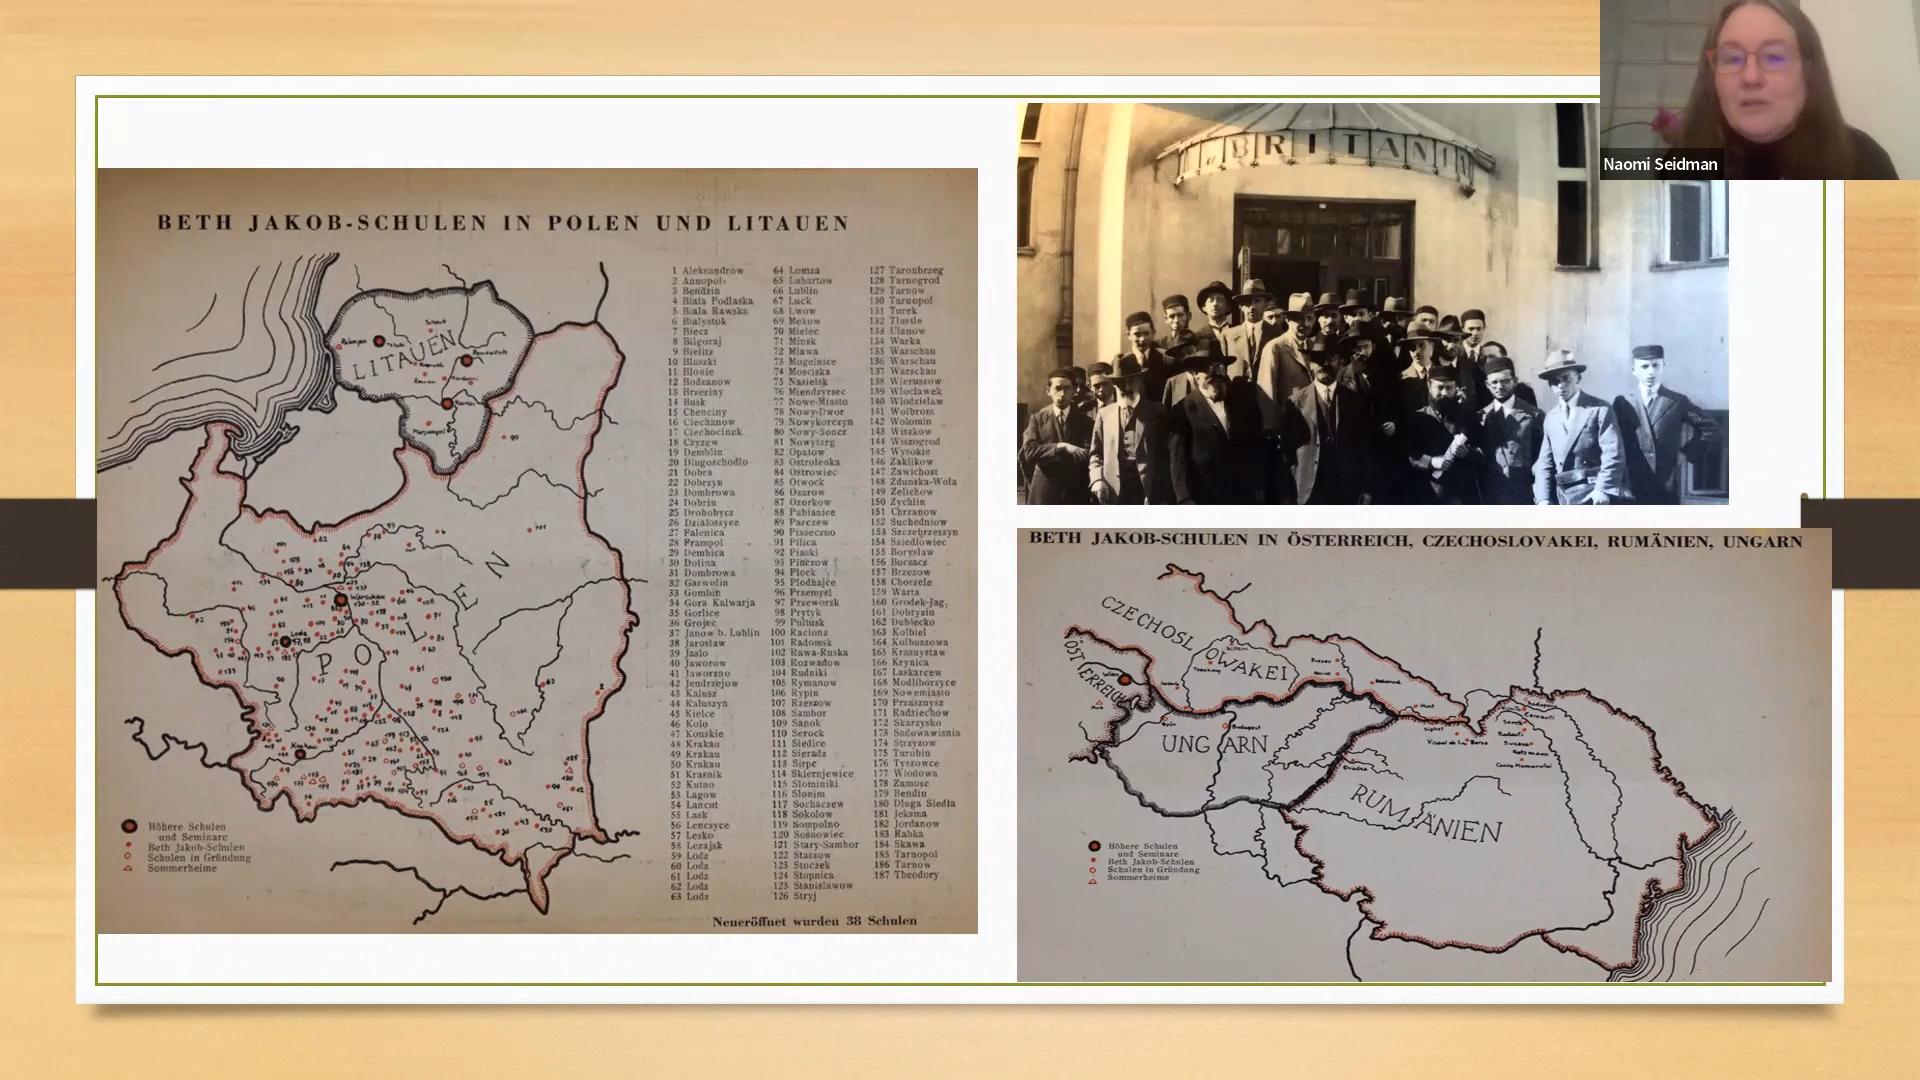 Naomi Seidman
BRITANIA
BETH JAKOB-SCHULEN IN POLEN UND LITAUEN
LITAUEN
POLEN
Warschau
Lodz
Krakau
1 Aleksandrow
2 Annopol
3 Bendzin
4 Biala Podlaska
5 Biala Rawska
6 Bialystok
7 Biecz
8 Bilgoraj
9 Bielitz
10 Blaszki
11 Blonie
12 Bodzanow
13 Brzeziny
14 Busk
15 Chenciny
16 Ciechanow
17 Ciechocinek
18 Czyzew
19 Demblin
20 Dlugoschodlo
21 Dobra
22 Dobrzyn
23 Dombrowa
24 Dobrin
25 Drohobycz
26 Dzialoszyce
27 Falenica
28 Frampol
29 Dembica
30 Dolina
31 Dombrowa
32 Garwolin
33 Gombin
34 Gora Kalwarja
35 Gorlice
36 Grojec
37 Janow b. Lublin
38 Jaroslaw
39 Jaslo
40 Jaworow
41 Jaworzno
42 Jendrzejow
43 Kalusz
44 Kaluszyn
45 Kielce
46 Kolo
47 Konskie
48 Krakau
49 Krakau
50 Krakau
51 Krasnik
52 Kutno
53 Lagow
54 Lancut
55 Lask
56 Lenczyce
57 Lesko
58 Lezajsk
59 Lodz
60 Lodz
61 Lodz
62 Lodz
63 Lodz
64 Lomza
65 Lubartow
66 Lublin
67 Luck
68 Lwow
69 Mekow
70 Mielec
71 Minsk
72 Mlawa
73 Mogelnice
74 Mosciska
75 Nasielsk
76 Miendzyrsec
77 Nowe-Miasto
78 Nowy-Dwor
79 Nowykorczyn
80 Nowy-Soncz
81 Nowytarg
82 Opatow
83 Ostrolenka
84 Ostrowiec
85 Otwock
86 Ozarow
87 Ozorkow
88 Pabianice
89 Parczew
90 Piaseczno
91 Pilica
92 Piaski
93 Pinczow
94 Plock
95 Plodhajce
96 Przemysl
97 Przeworsk
98 Prytyk
99 Pultusk
100 Racionz
101 Radomsk
102 Rawa-Ruska
103 Rozwadow
104 Rudniki
105 Rymanow
106 Rypin
107 Rzeszow
108 Sambor
109 Sanok
110 Serock
111 Siedlce
112 Sieradz
113 Sirpe
114 Skiernjewice
115 Slominiki
116 Slonim
117 Sochaczew
118 Sokolow
119 Sompolno
120 Sosnowiec
121 Stary-Sambor
122 Staszow
123 Stoczek
124 Stopnica
125 Stanislawow
126 Stryj
127 Taronbrzeg
128 Tarnogrod
129 Tarnow
130 Tarnopol
131 Turek
132 Tlustle
133 Ulanow
134 Warka
135 Warschau
136 Warschau
137 Warschau
138 Wieruszow
139 Wloclawek
140 Wlodzislaw
141 Wolbrom
142 Wolomin
143 Wiszkow
144 Wiszogrod
145 Wysokie
146 Zaklikow
147 Zawichost
148 Zdunska-Wola
149 Zelichow
150 Zychlin
151 Chrzanow
152 Suchedniow
153 Szczebrzeszyn
154 Szedlowiec
155 Boryslaw
156 Buczacz
157 Brzezow
158 Chorzele
159 Warta
160 Grodek-Jag.
161 Dobryzin
162 Dubiecko
163 Kolbiel
164 Kolbuszowa
165 Krasnystaw
166 Krynica
167 Laskarcew
168 Modliborzyce
169 Nowemiasto
170 Przasznysz
171 Radziechow
172 Skarzysko
173 Sadowawisnia
174 Strzyzow
175 Turobin
176 Tyszowce
177 Wlodowa
178 Zamosc
179 Bendin
180 Dluga Siedla
181 Jeksma
182 Jordanow
183 Rabka
184 Skawa
185 Tarnopol
186 Tarnow
187 Theodory
Höhere Schulen
und Seminare
Beth Jakob-Schulen
Schulen in Gründung
Sommerheime
Neueröffnet wurden 38 Schulen
BETH JAKOB-SCHULEN IN ÖSTERREICH, CZECHOSLOVAKEI, RUMÄNIEN, UNGARN
CZECHOSLOWAKEI
ÖSTERREICH
UNGARN
Budapest
RUMÄNIEN
Höhere Schulen
und Seminare
Beth Jakob-Schulen
Schulen in Gründung
Sommerheime